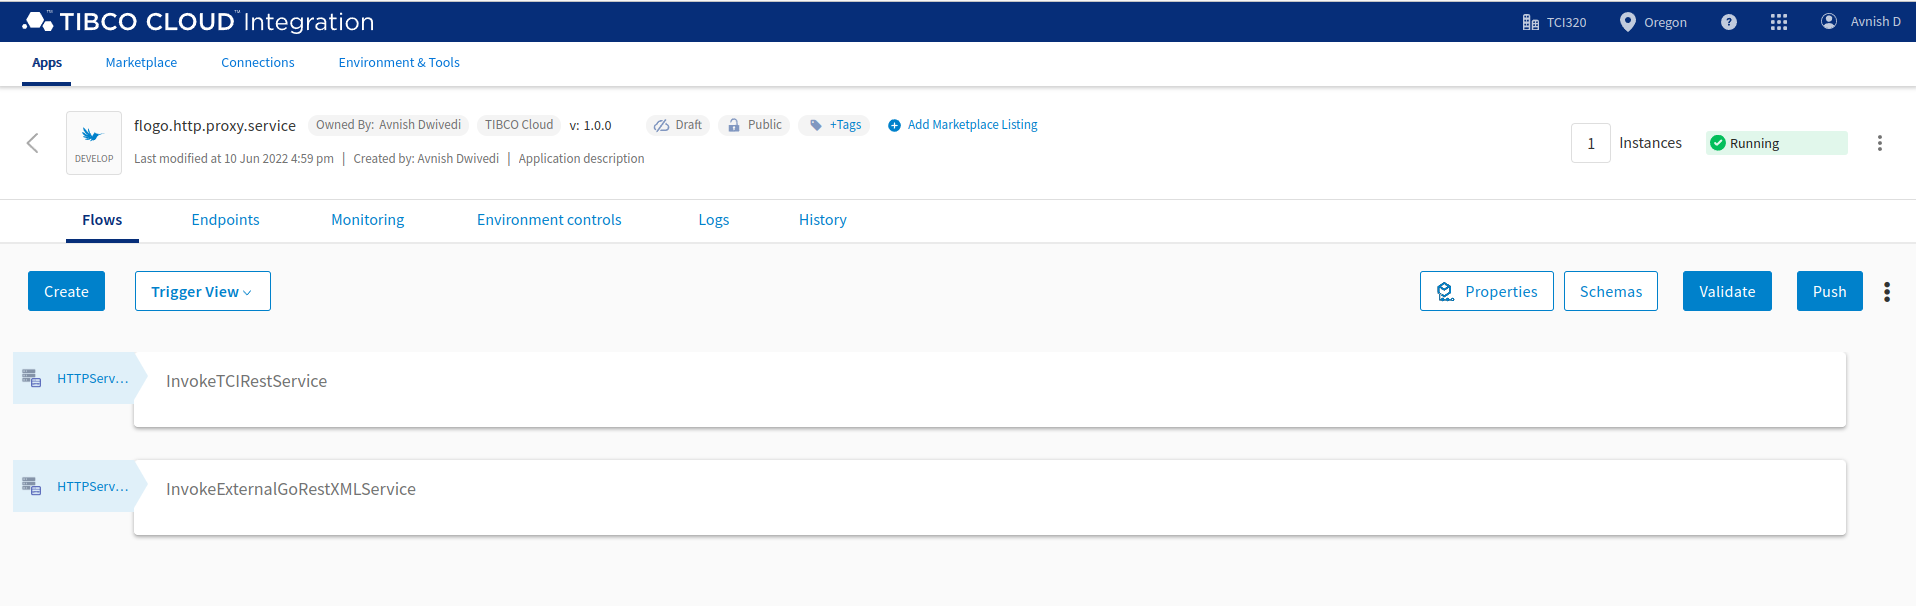 TIBCO CLOUD™ Integration TCI320 Oregon ? Avnish D
Apps Marketplace Connections Environment & Tools
DEVELOP
flogo.http.proxy.service Owned By: Avnish Dwivedi TIBCO Cloud v: 1.0.0 Draft Public +Tags Add Marketplace Listing
Last modified at 10 Jun 2022 4:59 pm | Created by: Avnish Dwivedi | Application description
1 Instances Running
Flows Endpoints Monitoring Environment controls Logs History
Create Trigger View Properties Schemas Validate Push
HTTPServ... InvokeTCIRestService
HTTPServ... InvokeExternalGoRestXMLService